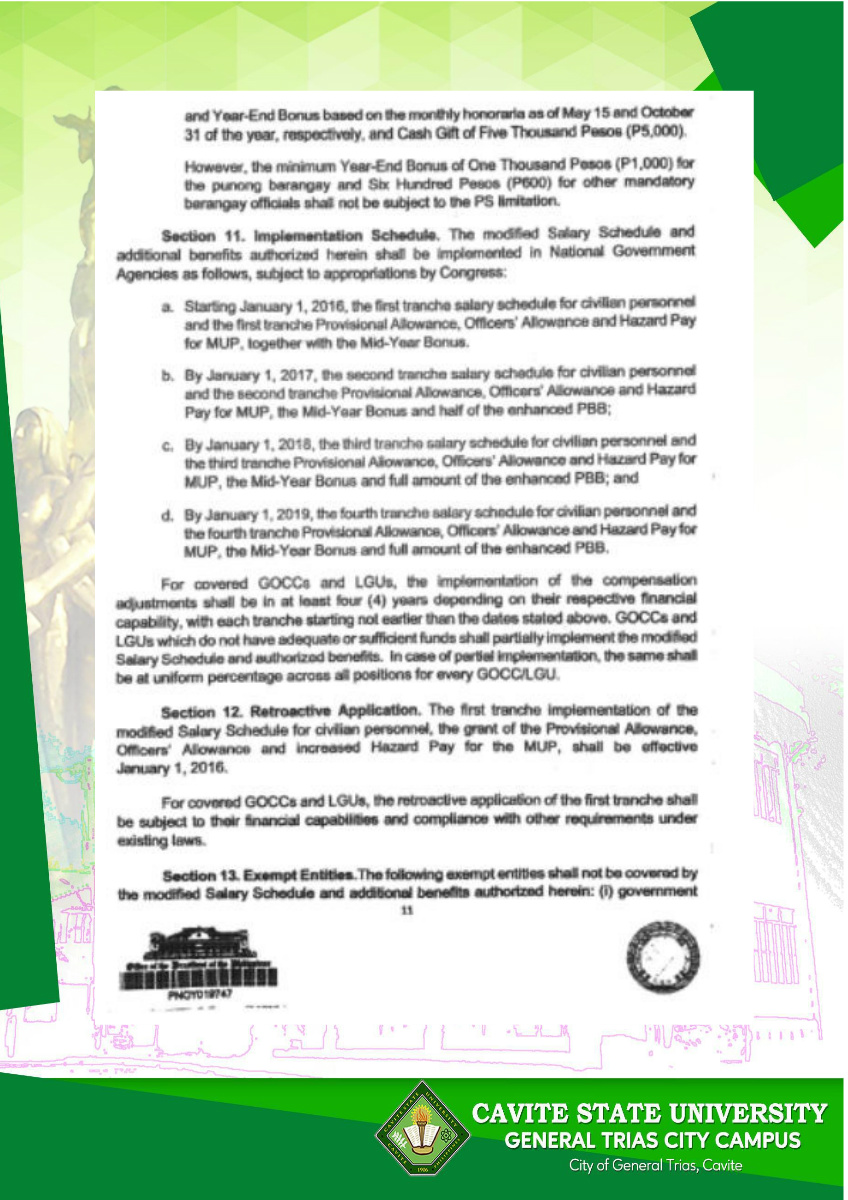 and Year-End Bonus based on the monthly honoraria as of May 15 and October
31 of the year, respectively, and Cash Gift of Five Thousand Pesos (P5,000).
However, the minimum Year-End Bonus of One Thousand Pesos (P1,000) for
the punong barangay and Six Hundred Pesos (P600) for other mandatory
barangay officials shall not be subject to the PS limitation.
Section 11. Implementation Schedule. The modified Salary Schedule and
additional benefits authorized herein shall be implemented in National Government
Agencies as follows, subject to appropriations by Congress:
a. Starting January 1, 2016, the first tranche salary schedule for civilian personnel
and the first tranche Provisional Allowance, Officers' Allowance and Hazard Pay
for MUP, together with the Mid-Year Bonus.
b. By January 1, 2017, the second tranche salary schedule for civilian personnel
and the second tranche Provisional Allowance, Officers' Allowance and Hazard
Pay for MUP, the Mid-Year Bonus and half of the enhanced PBB;
c. By January 1, 2018, the third tranche salary schedule for civilian personnel and
the third tranche Provisional Allowance, Officers' Allowance and Hazard Pay for
MUP, the Mid-Year Bonus and full amount of the enhanced PBB; and
d. By January 1, 2019, the fourth tranche salary schedule for civilian personnel and
the fourth tranche Provisional Allowance, Officers' Allowance and Hazard Pay for
MUP, the Mid-Year Bonus and full amount of the enhanced PBB.
For covered GOCCs and LGUs, the implementation of the compensation
adjustments shall be in at least four (4) years depending on their respective financial
capability, with each tranche starting not earlier than the dates stated above. GOCCs and
LGUs which do not have adequate or sufficient funds shall partially implement the modified
Salary Schedule and authorized benefits. In case of partial implementation, the same shall
be at uniform percentage across all positions for every GOCC/LGU.
Section 12. Retroactive Application. The first tranche implementation of the
modified Salary Schedule for civilian personnel, the grant of the Provisional Allowance,
Officers' Allowance and increased Hazard Pay for the MUP, shall be effective
January 1, 2016.
For covered GOCCs and LGUs, the retroactive application of the first tranche shall
be subject to their financial capabilities and compliance with other requirements under
existing laws.
Section 13. Exempt Entities. The following exempt entities shall not be covered by
the modified Salary Schedule and additional benefits authorized herein: (i) government
11
Office of the President of the Philippines
PNOY019747
CAVITE STATE UNIVERSITY
1906
CAVITE STATE UNIVERSITY
GENERAL TRIAS CITY CAMPUS
City of General Trias, Cavite